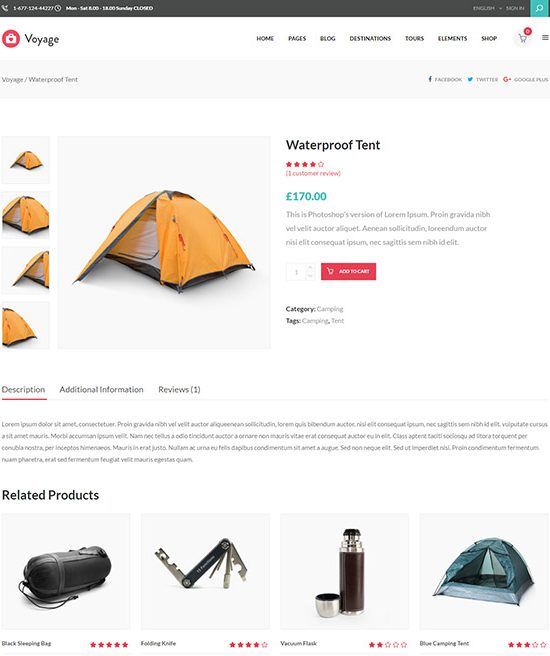 1-677-124-44227 Mon - Sat 8.00 - 18.00 Sunday CLOSED
ENGLISH SIGN IN
Voyage
HOME PAGES BLOG DESTINATIONS TOURS ELEMENTS SHOP
0
Voyage / Waterproof Tent
FACEBOOK TWITTER GOOGLE PLUS
Waterproof Tent
(1 customer review)
£170.00
This is Photoshop's version of Lorem Ipsum. Proin gravida nibh
vel velit auctor aliquet. Aenean sollicitudin, loreendum auctor
nisi elit consequat ipsum, nec sagittis sem nibh id elit.
1
ADD TO CART
Category: Camping
Tags: Camping, Tent
Description Additional Information Reviews (1)
Lorem ipsum dolor sit amet, consectetuer. Proin gravida nibh vel velit auctor aliqueenean sollicitudin, lorem quis bibendum auctor, nisi elit consequat ipsum, nec sagittis sem nibh id elit, vulputate cursus
a sit amet mauris. Morbi accumsan ipsum velit. Nam nec tellus a odio tincidunt auctor a ornare non mauris vitae erat consequat auctor eu in elit. Class aptent taciti sociosqu ad litora torquent per
conubia nostra, per inceptos himenaeos. Mauris in erat justo. Nullam ac urna eu felis dapibus condimentum sit amet a augue. Sed non neque elit. Sed ut imperdiet nisi. Proin condimentum fermentum
nuam pharetra, erat sed fermentum feugiat velit mauris egestas quam.
Related Products
Black Sleeping Bag
Folding Knife
Vacuum Flask
Blue Camping Tent